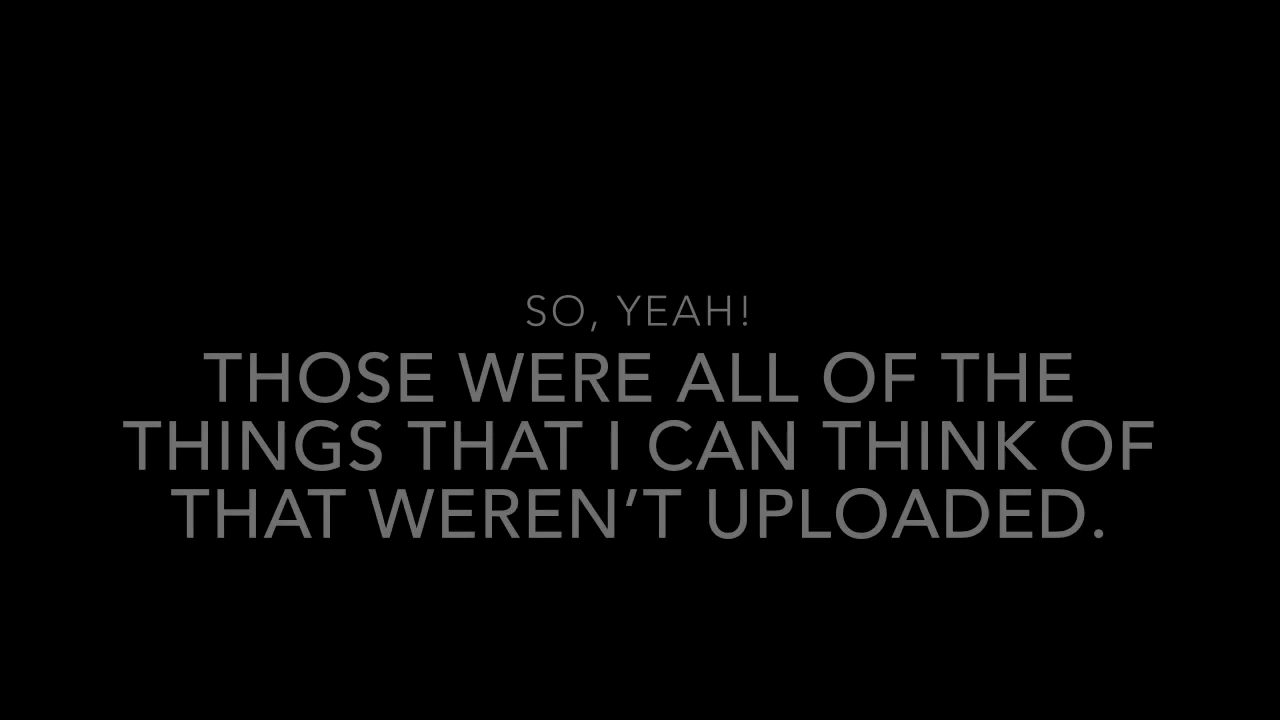 SO, YEAH!
THOSE WERE ALL OF THE
THINGS THAT I CAN THINK OF
THAT WEREN’T UPLOADED.